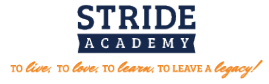 STRIDE
ACADEMY
TO live, TO love, TO learn, TO LEAVE A legacy!